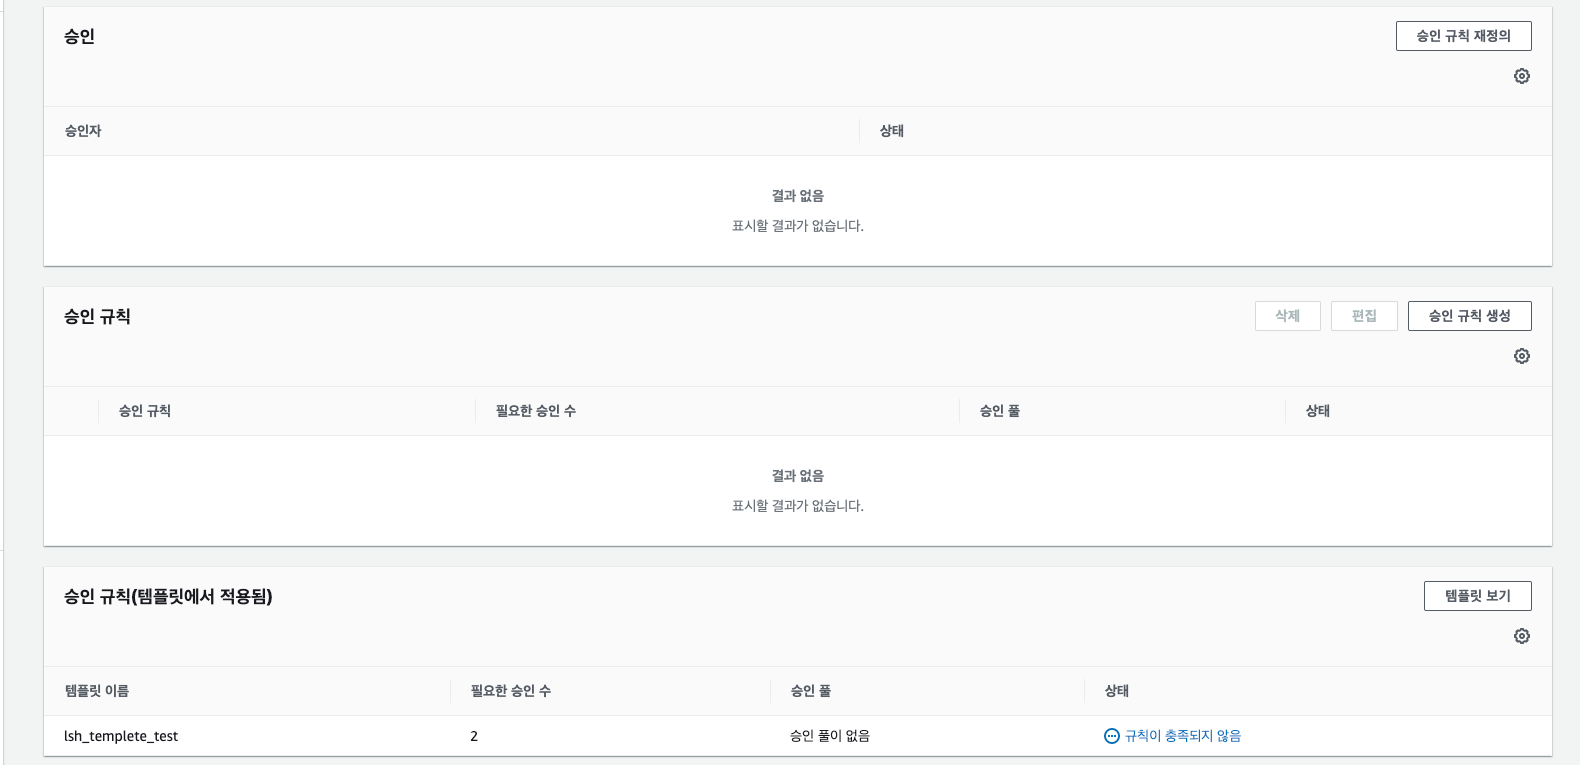 승인
승인 규칙 재정의
승인자 상태
결과 없음
표시할 결과가 없습니다.
승인 규칙
삭제 편집 승인 규칙 생성
승인 규칙 필요한 승인 수 승인 풀 상태
결과 없음
표시할 결과가 없습니다.
승인 규칙(템플릿에서 적용됨)
템플릿 보기
템플릿 이름 필요한 승인 수 승인 풀 상태
lsh_templete_test 2 승인 풀이 없음 규칙이 충족되지 않음